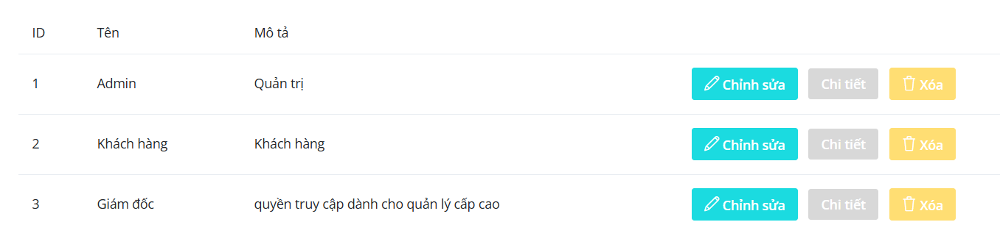 ID Tên Mô tả
1 Admin Quản trị Chỉnh sửa Chi tiết Xóa
2 Khách hàng Khách hàng Chỉnh sửa Chi tiết Xóa
3 Giám đốc quyền truy cập dành cho quản lý cấp cao Chỉnh sửa Chi tiết Xóa